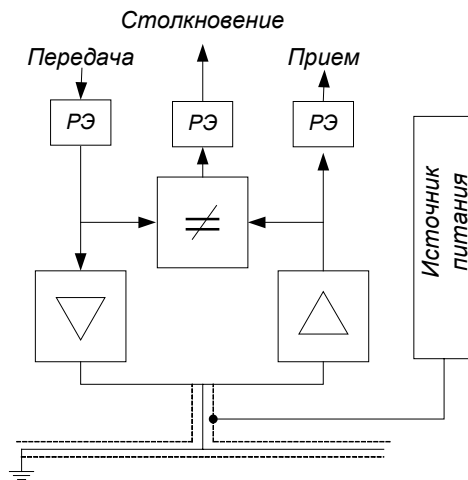 Столкновение
Передача
Прием
РЭ
РЭ
РЭ
≠
Источник
питания